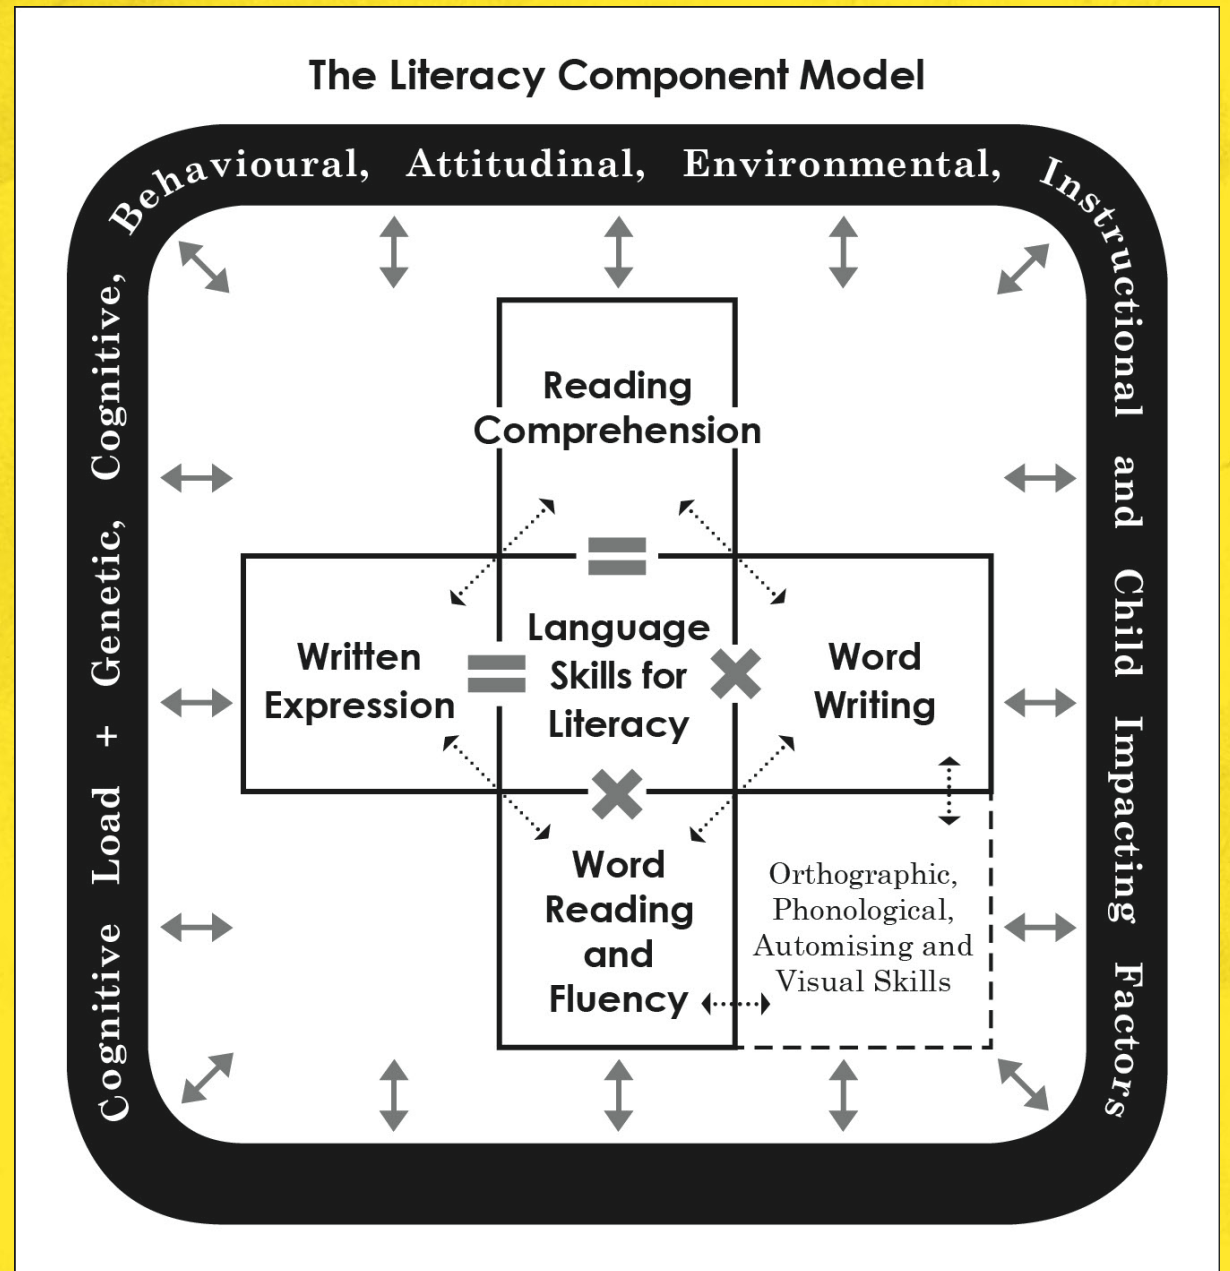 The Literacy Component Model
Cognitive Load + Genetic, Cognitive, Behavioural, Attitudinal, Environmental, Instructional and Child Impacting Factors
Reading
Comprehension
=
Written
Expression
=
Language
Skills for
Literacy
×
Word
Writing
×
Word
Reading
and
Fluency
Orthographic,
Phonological,
Automising and
Visual Skills